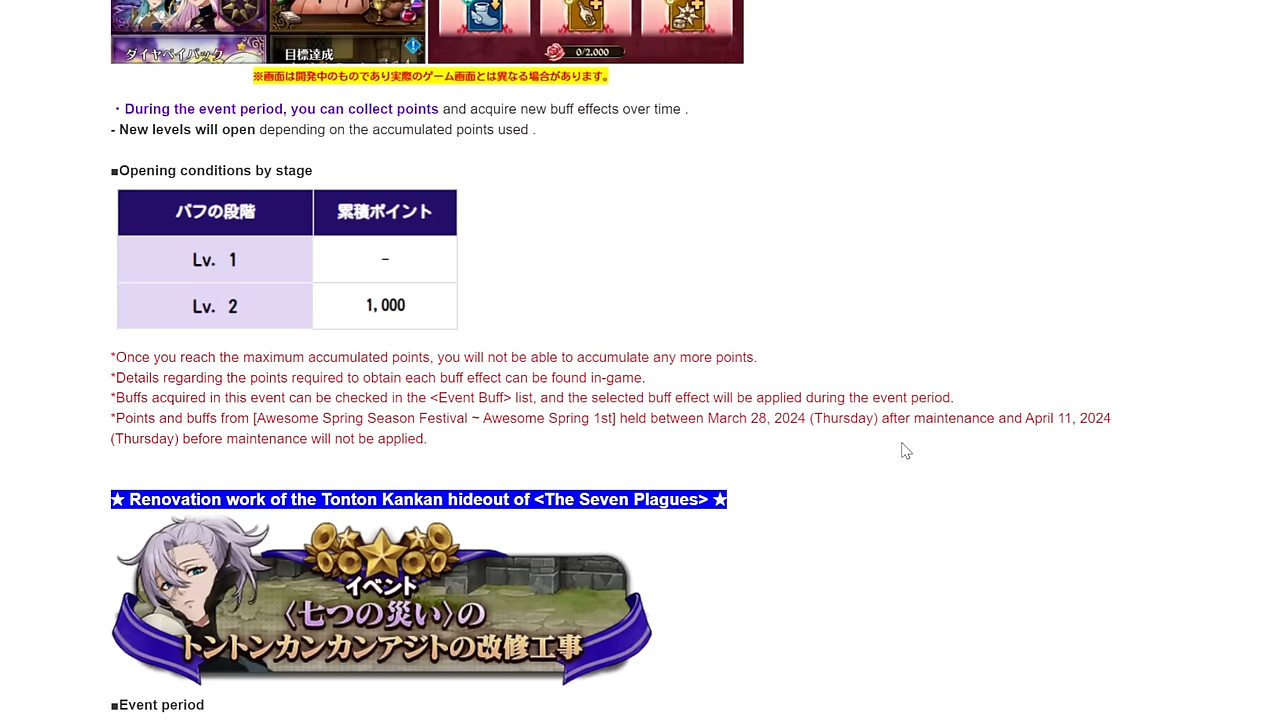 ダイヤペイパック
目標達成
0/2,000
※画面は開発中のものであり実際のゲーム画面とは異なる場合があります。
・During the event period, you can collect points and acquire new buff effects over time .
- New levels will open depending on the accumulated points used .
■Opening conditions by stage
バフの段階 累積ポイント
Lv. 1 −
Lv. 2 1,000
*Once you reach the maximum accumulated points, you will not be able to accumulate any more points.
*Details regarding the points required to obtain each buff effect can be found in-game.
*Buffs acquired in this event can be checked in the <Event Buff> list, and the selected buff effect will be applied during the event period.
*Points and buffs from [Awesome Spring Season Festival ~ Awesome Spring 1st] held between March 28, 2024 (Thursday) after maintenance and April 11, 2024
(Thursday) before maintenance will not be applied.
★ Renovation work of the Tonton Kankan hideout of <The Seven Plagues> ★
イベント
〈七つの災い〉の
トントンカンカンアジトの改修工事
■Event period